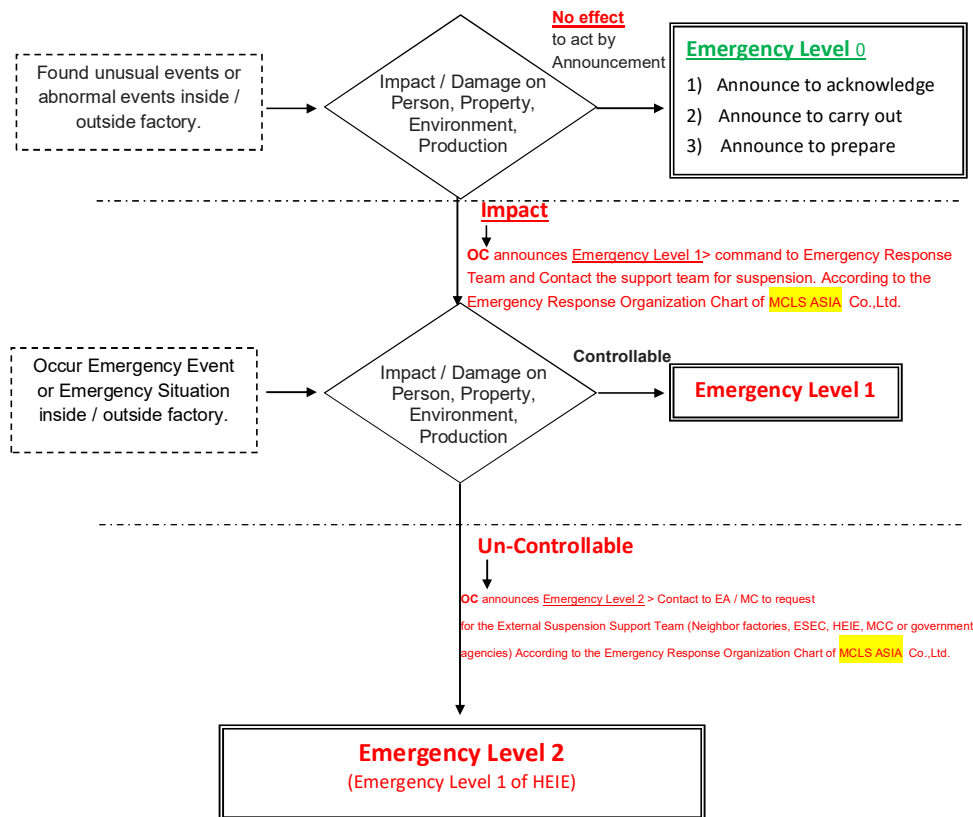 No effect
to act by
Announcement
Found unusual events or
abnormal events inside /
outside factory.
Impact / Damage on
Person, Property,
Environment,
Production
Emergency Level 0
1) Announce to acknowledge
2) Announce to carry out
3) Announce to prepare
Impact
OC announces Emergency Level 1> command to Emergency Response
Team and Contact the support team for suspension. According to the
Emergency Response Organization Chart of MCLS ASIA Co.,Ltd.
Occur Emergency Event
or Emergency Situation
inside / outside factory.
Impact / Damage on
Person, Property,
Environment,
Production
Controllable
Emergency Level 1
Un-Controllable
OC announces Emergency Level 2 > Contact to EA / MC to request
for the External Suspension Support Team (Neighbor factories, ESEC, HEIE, MCC or government
agencies) According to the Emergency Response Organization Chart of MCLS ASIA Co.,Ltd.
Emergency Level 2
(Emergency Level 1 of HEIE)